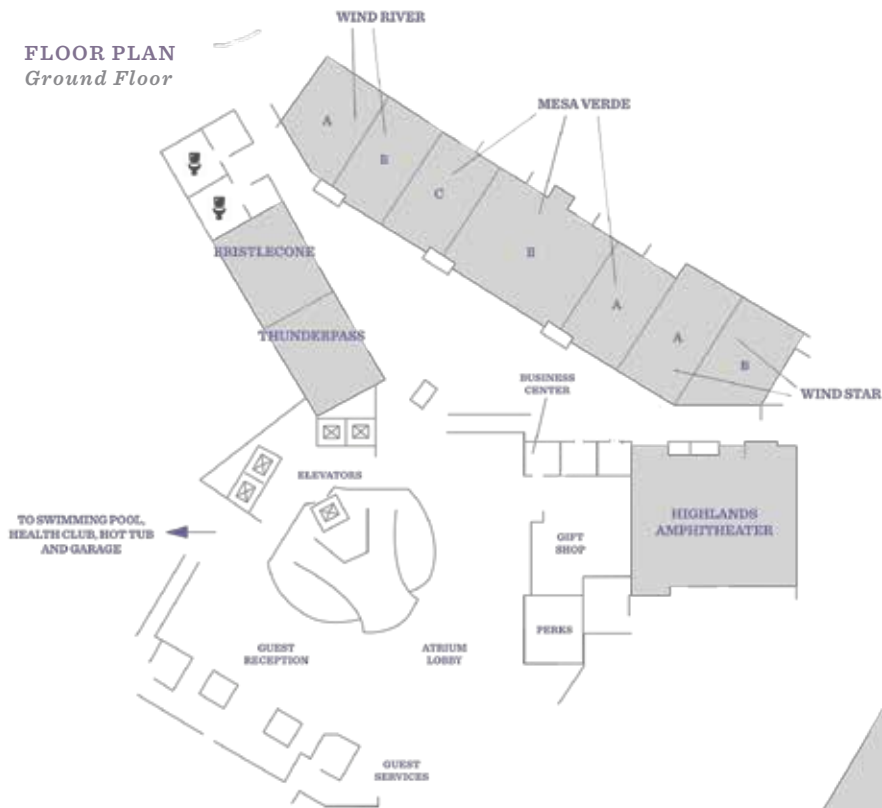 FLOOR PLAN
Ground Floor
WIND RIVER
MESA VERDE
A
B
C
B
A
A
B
WIND STAR
BRISTLECONE
THUNDERPASS
BUSINESS
CENTER
ELEVATORS
TO SWIMMING POOL,
HEALTH CLUB, HOT TUB
AND GARAGE
HIGHLANDS
AMPHITHEATER
GIFT
SHOP
PERKS
GUEST
RECEPTION
ATRIUM
LOBBY
GUEST
SERVICES